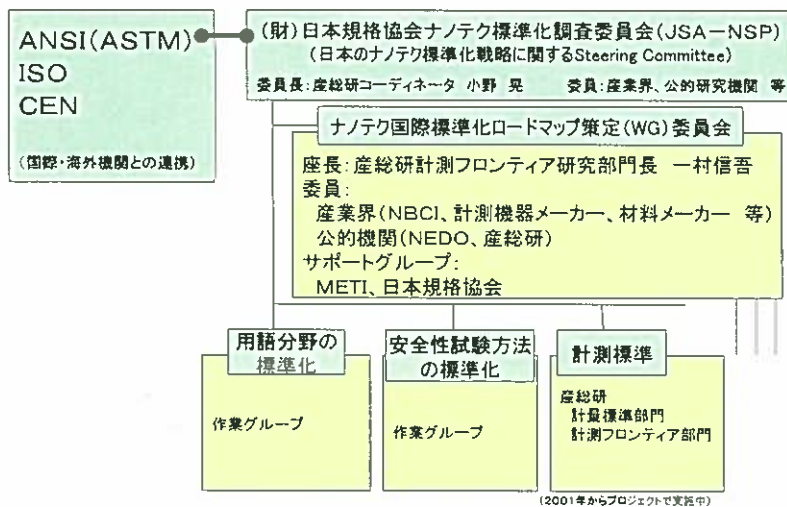 ANSI(ASTM)
ISO
CEN
(国際・海外機関との連携)
(財)日本規格協会ナノテク標準化調査委員会(JSA－NSP)
(日本のナノテク標準化戦略に関するSteering Committee)
委員長:産総研コーディネータ 小野 晃 委員:産業界、公的研究機関 等
ナノテク国際標準化ロードマップ策定(WG)委員会
座長:産総研計測フロンティア研究部門長 一村信吾
委員:
産業界(NBCI、計測機器メーカー、材料メーカー 等)
公的機関(NEDO、産総研)
サポートグループ:
METI、日本規格協会
用語分野の
標準化
作業グループ
安全性試験方法
の標準化
作業グループ
計測標準
産総研
計量標準部門
計測フロンティア部門
(2001年からプロジェクトで実施中)